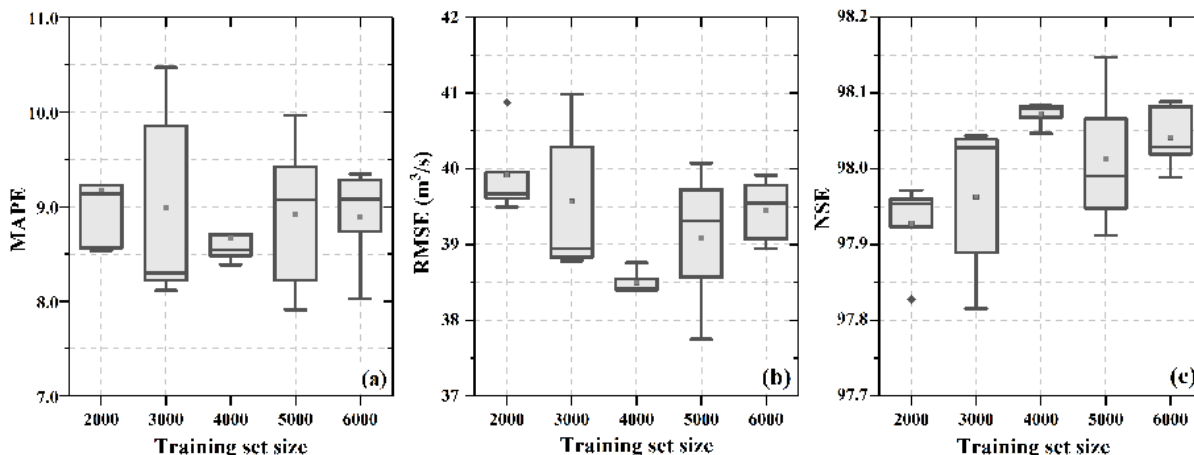 11.0
10.0
9.0
8.0
7.0
MAPE
2000 3000 4000 5000 6000
Training set size
(a)
42
41
40
39
38
37
RMSE (m³/s)
2000 3000 4000 5000 6000
Training set size
(b)
98.2
98.1
98.0
97.9
97.8
97.7
NSE
2000 3000 4000 5000 6000
Training set size
(c)